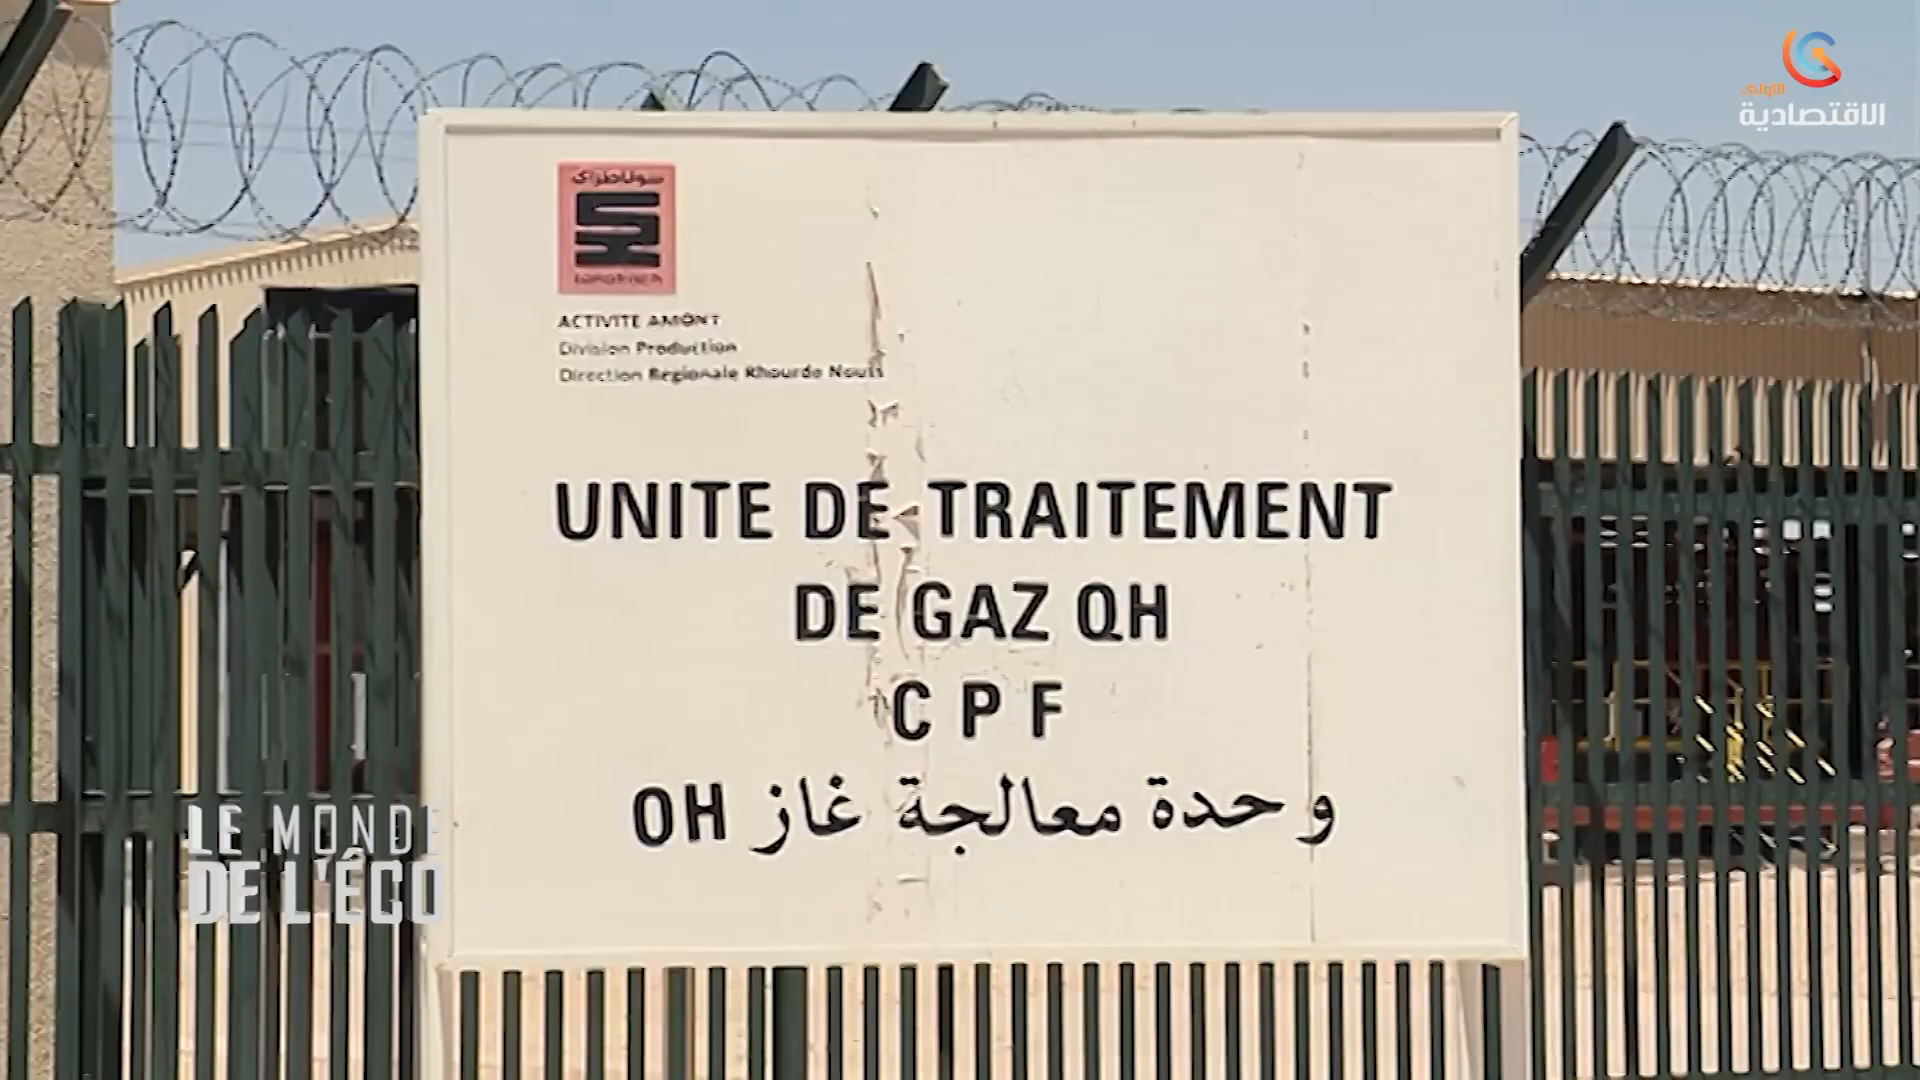 الأولى
الاقتصادية
سوناطراك
sonatrach
ACTIVITE AMONT
Division Production
Direction Regionale Rhourde Nouss
UNITE DE TRAITEMENT
DE GAZ QH
C P F
وحدة معالجة غاز QH
LE MONDE
DE L'ÉCO